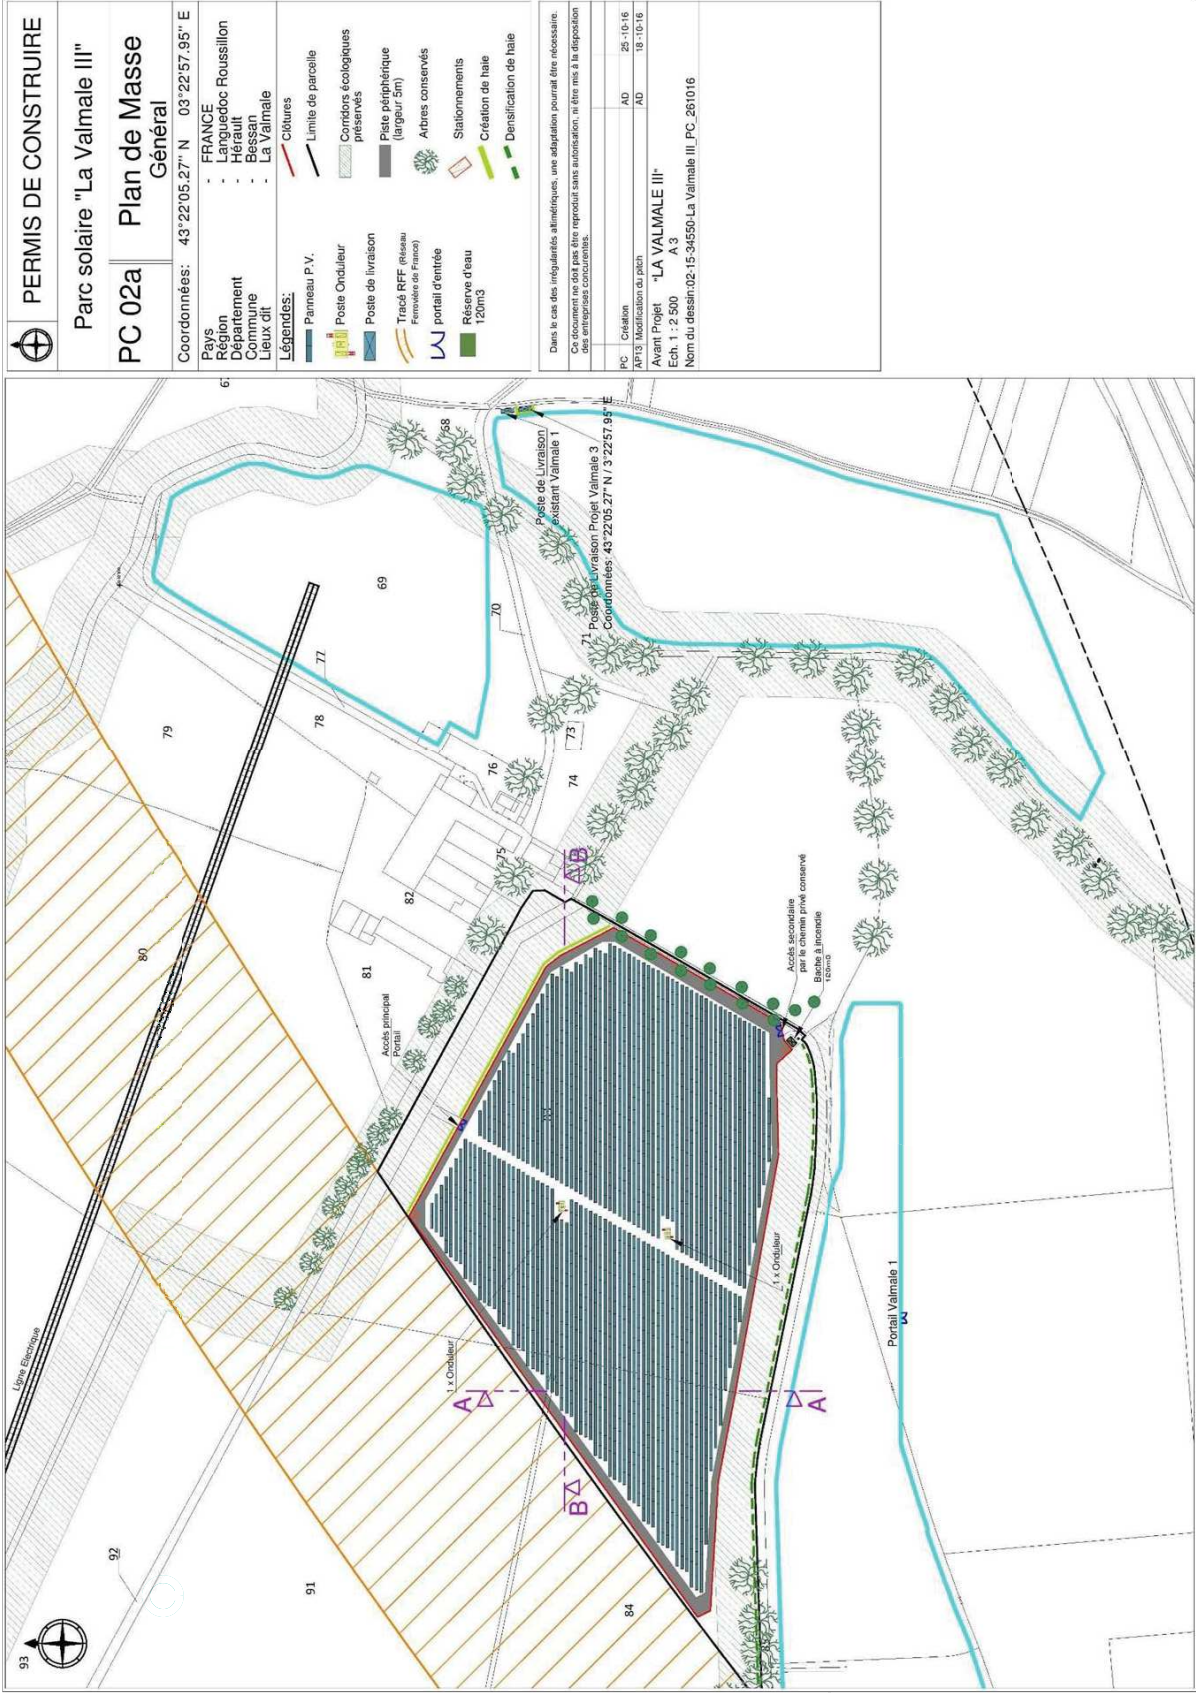 PERMIS DE CONSTRUIRE
Parc solaire "La Valmale III"
PC 02a
Plan de Masse
Général
Coordonnées: 43°22'05.27" N 03°22'57.95" E
Pays - FRANCE
Région - Languedoc Roussillon
Département - Hérault
Commune - Bessan
Lieux dit - La Valmale
Légendes:
Panneau P.V.
Poste Onduleur
Poste de livraison
Tracé RFF (Réseau
Ferroviére de France)
portail d'entrée
Réserve d'eau
120m3
Clôtures
Limite de parcelle
Corridors écologiques
préservés
Piste périphérique
(largeur 5m)
Arbres conservés
Stationnements
Création de haie
Densification de haie
Dans le cas des irrégularités altimétriques, une adaptation pourrait être nécessaire.
Ce document ne doit pas être reproduit sans autorisation, ni être mis à la disposition
des entreprises concurentes.
PC Création AD 25-10-16
AP13 Modification du pitch AD 18-10-16
Avant Projet "LA VALMALE III"
Ech. 1 : 2 500 A 3
Nom du dessin:02-15-34550-La Valmale III_PC_261016
93
92
91
84
Ligne Electrique
80
79
78
77
69
68
70
71
73
74
76
75
82
81
83
Poste de Livraison
existant Valmale 1
Poste de Livraison Projet Valmale 3
Coordonnées: 43°22'05.27" N / 3°22'57.95" E
Accès principal
Portail
Accès secondaire
par le chemin privé conservé
Bache à incendie
120m3
1 x Onduleur
1 x Onduleur
A
A
B
B
Portail Valmale 1